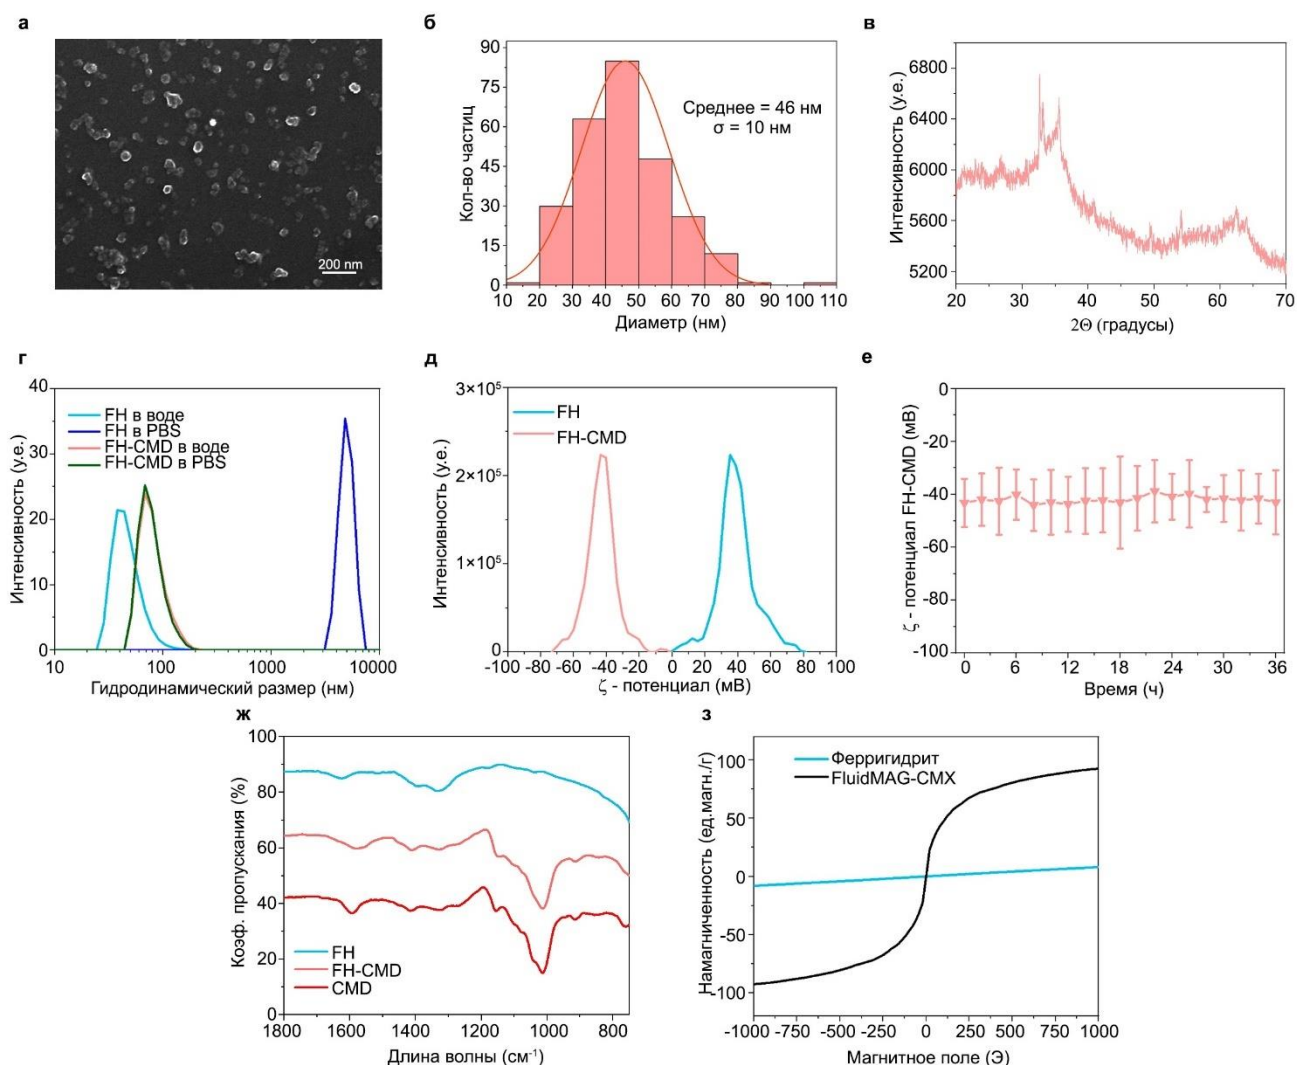 а
200 nm
б
Кол-во частиц
90
75
60
45
30
15
0
Среднее = 46 нм
σ = 10 нм
10 20 30 40 50 60 70 80 90 100 110
Диаметр (нм)
в
Интенсивность (у.е.)
6800
6400
6000
5600
5200
20 30 40 50 60 70
2Θ (градусы)
г
Интенсивность (у.е.)
40
30
20
10
0
FH в воде
FH в PBS
FH-CMD в воде
FH-CMD в PBS
10 100 1000 10000
Гидродинамический размер (нм)
д
Интенсивность (у.е.)
3×10⁵
2×10⁵
1×10⁵
0
FH
FH-CMD
-100 -80 -60 -40 -20 0 20 40 60 80 100
ζ - потенциал (мВ)
е
ζ - потенциал FH-CMD (мВ)
0
-20
-40
-60
-80
-100
0 6 12 18 24 30 36
Время (ч)
ж
Коэф. пропускания (%)
100
80
60
40
20
0
FH
FH-CMD
CMD
1800 1600 1400 1200 1000 800
Длина волны (см⁻¹)
з
Намагниченность (ед.магн./г)
100
50
0
-50
-100
Ферригидрит
FluidMAG-CMX
-1000 -750 -500 -250 0 250 500 750 1000
Магнитное поле (Э)